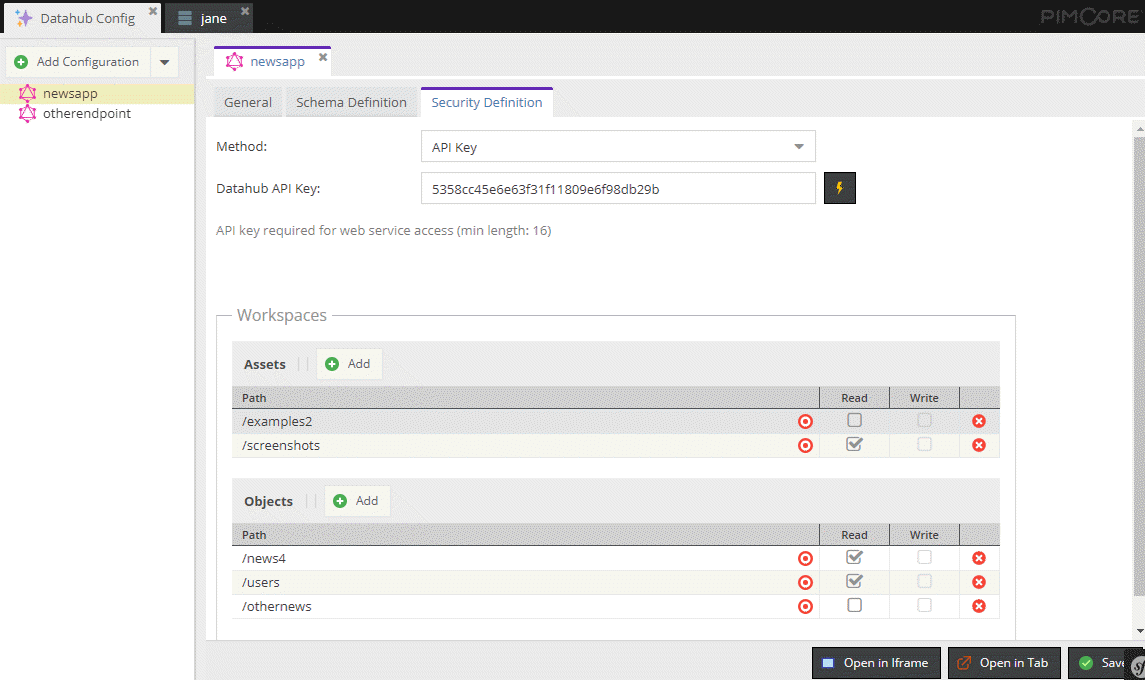 Datahub Config
jane
PIMCORE
Add Configuration
newsapp
otherendpoint
newsapp
General
Schema Definition
Security Definition
Method:
API Key
Datahub API Key:
5358cc45e6e63f31f11809e6f98db29b
API key required for web service access (min length: 16)
Workspaces
Assets
Add
Path Read Write
/examples2
/screenshots
Objects
Add
Path Read Write
/news4
/users
/othernews
Open in Iframe
Open in Tab
Save